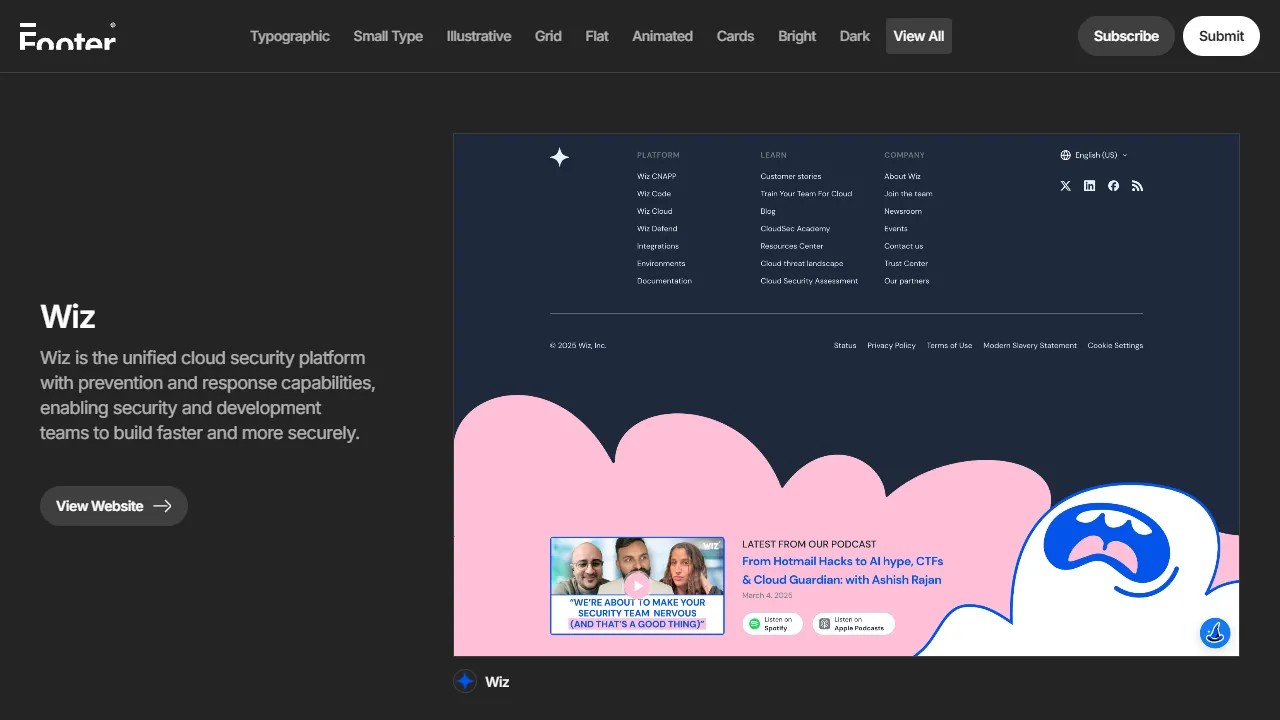 Footer
Typographic
Small Type
Illustrative
Grid
Flat
Animated
Cards
Bright
Dark
View All
Subscribe
Submit
Wiz
Wiz is the unified cloud security platform
with prevention and response capabilities,
enabling security and development
teams to build faster and more securely.
View Website
PLATFORM
Wiz CNAPP
Wiz Code
Wiz Cloud
Wiz Defend
Integrations
Environments
Documentation
LEARN
Customer stories
Train Your Team For Cloud
Blog
CloudSec Academy
Resources Center
Cloud threat landscape
Cloud Security Assessment
COMPANY
About Wiz
Join the team
Newsroom
Events
Contact us
Trust Center
Our partners
English (US)
© 2025 Wiz, Inc.
Status
Privacy Policy
Terms of Use
Modern Slavery Statement
Cookie Settings
WIZ
“WE’RE ABOUT TO MAKE YOUR
SECURITY TEAM NERVOUS
(AND THAT’S A GOOD THING)”
LATEST FROM OUR PODCAST
From Hotmail Hacks to AI hype, CTFs
& Cloud Guardian: with Ashish Rajan
March 4, 2025
Listen on
Spotify
Listen on
Apple Podcasts
Wiz